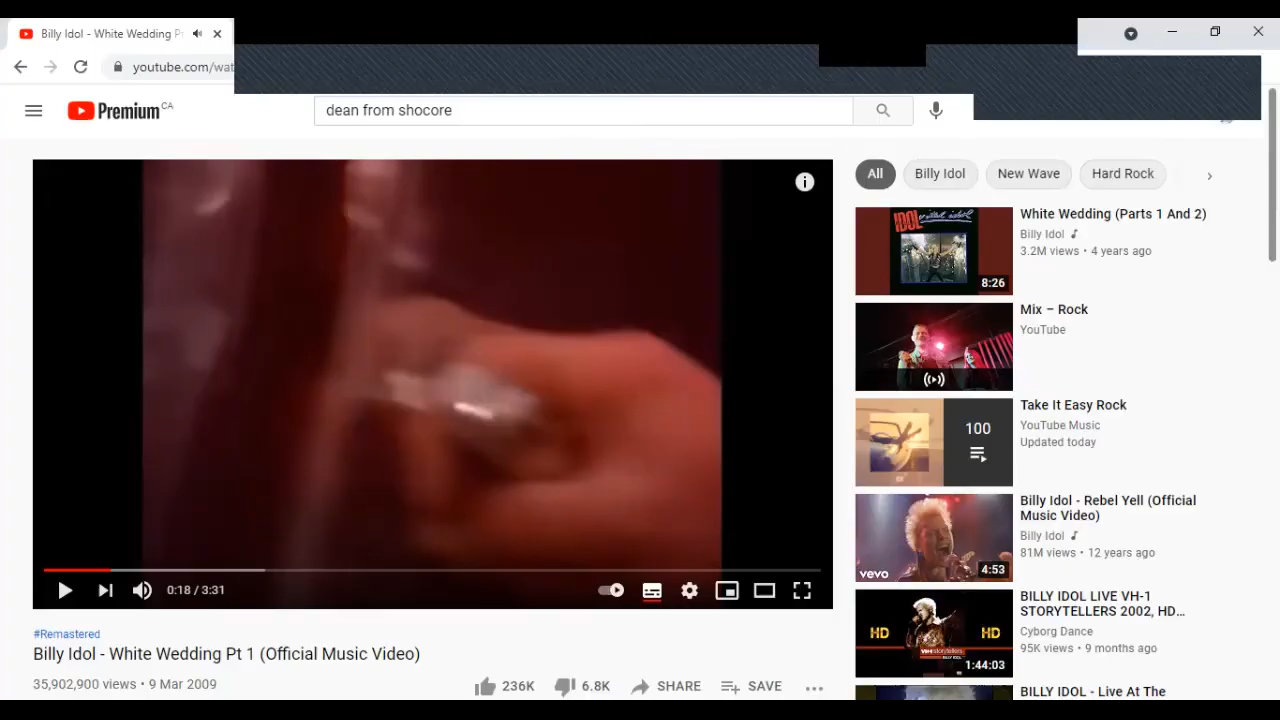 Billy Idol - White Wedding P
youtube.com/wat
Premium CA
dean from shocore
All
Billy Idol
New Wave
Hard Rock
White Wedding (Parts 1 And 2)
Billy Idol
3.2M views • 4 years ago
IDOL
8:26
Mix – Rock
YouTube
Take It Easy Rock
YouTube Music
Updated today
100
Billy Idol - Rebel Yell (Official
Music Video)
Billy Idol
81M views • 12 years ago
vevo
4:53
BILLY IDOL LIVE VH-1
STORYTELLERS 2002, HD...
Cyborg Dance
95K views • 9 months ago
HD
HD
1:44:03
BILLY IDOL - Live At The
0:18 / 3:31
#Remastered
Billy Idol - White Wedding Pt 1 (Official Music Video)
35,902,900 views • 9 Mar 2009
236K
6.8K
SHARE
SAVE